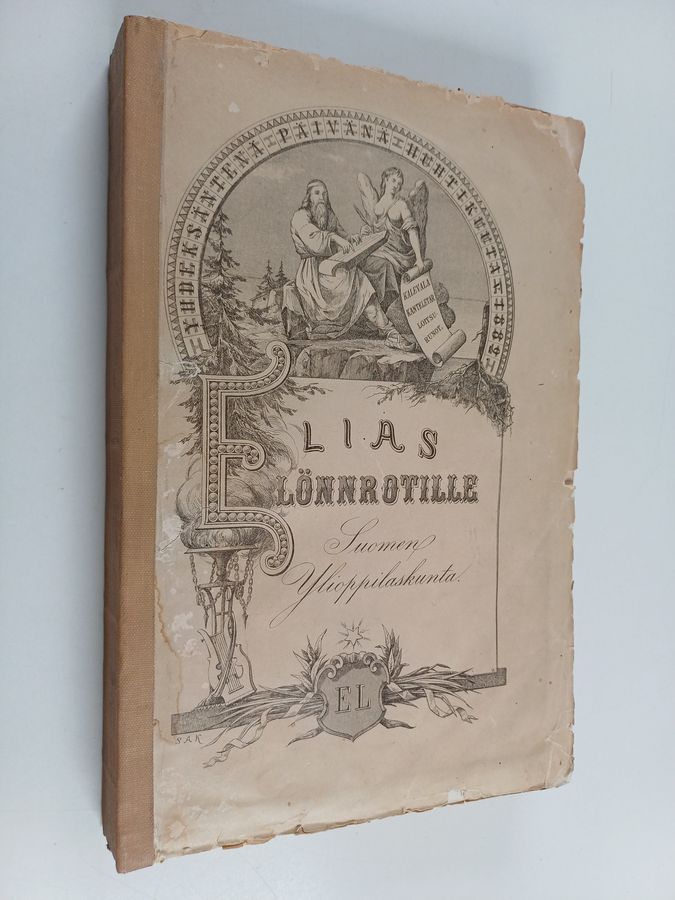 YHDEKSÄNTENÄ PÄIVÄNÄ HUHTIKUUTA 1882
KALEVALA
KANTELETAR
LOITSU-
RUNOT.
ELIAS
LÖNNROTILLE
Suomen
Ylioppilaskunta.
EL
S A K